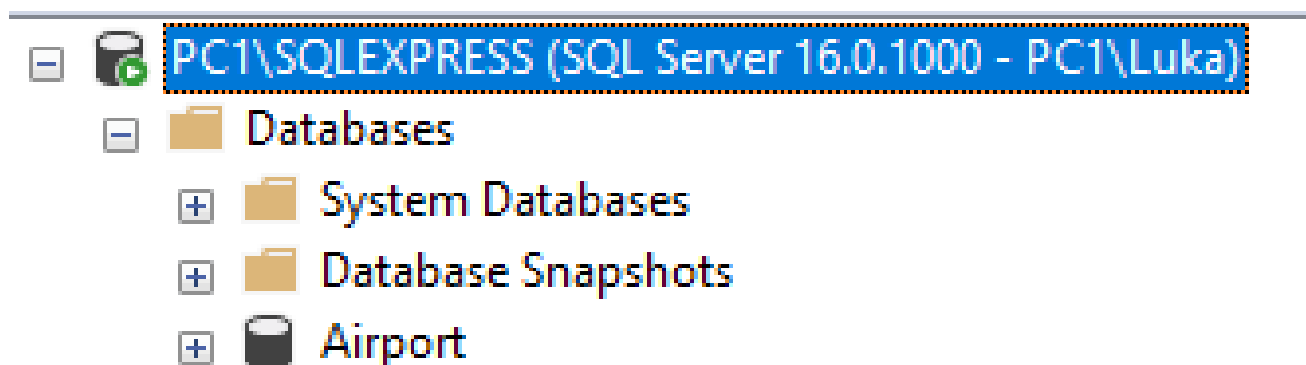 PC1\SQLEXPRESS (SQL Server 16.0.1000 - PC1\Luka)
Databases
System Databases
Database Snapshots
Airport